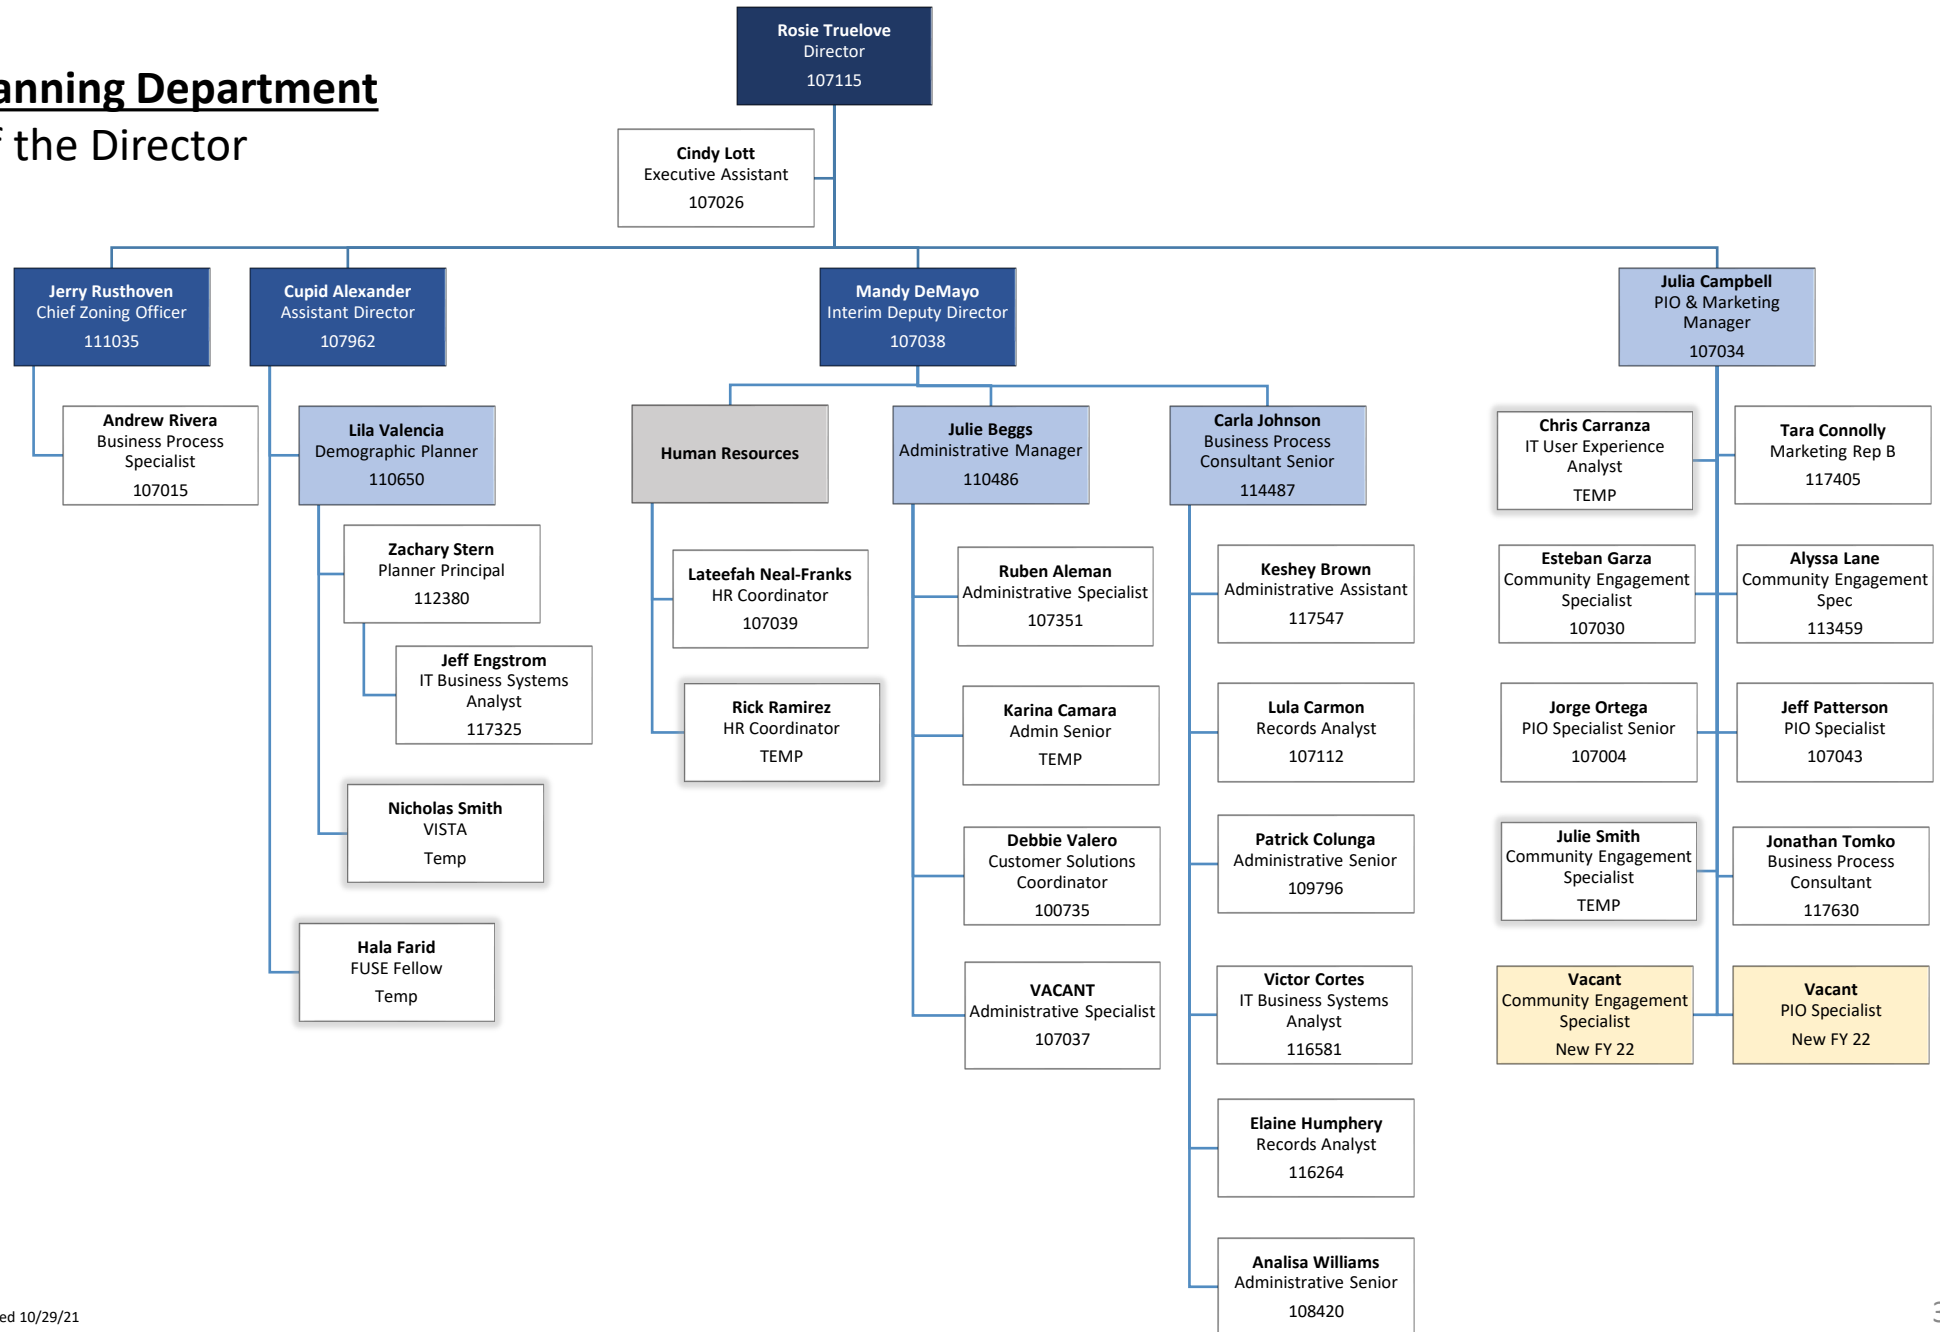 Rosie Truelove
Director
107115
anning Department
f the Director
Cindy Lott
Executive Assistant
107026
Jerry Rusthoven
Chief Zoning Officer
111035
Cupid Alexander
Assistant Director
107962
Mandy DeMayo
Interim Deputy Director
107038
Julia Campbell
PIO & Marketing
Manager
107034
Andrew Rivera
Business Process
Specialist
107015
Lila Valencia
Demographic Planner
110650
Zachary Stern
Planner Principal
112380
Jeff Engstrom
IT Business Systems
Analyst
117325
Nicholas Smith
VISTA
Temp
Hala Farid
FUSE Fellow
Temp
Human Resources
Lateefah Neal-Franks
HR Coordinator
107039
Rick Ramirez
HR Coordinator
TEMP
Julie Beggs
Administrative Manager
110486
Ruben Aleman
Administrative Specialist
107351
Karina Camara
Admin Senior
TEMP
Debbie Valero
Customer Solutions
Coordinator
100735
VACANT
Administrative Specialist
107037
Carla Johnson
Business Process
Consultant Senior
114487
Keshey Brown
Administrative Assistant
117547
Lula Carmon
Records Analyst
107112
Patrick Colunga
Administrative Senior
109796
Victor Cortes
IT Business Systems
Analyst
116581
Elaine Humphery
Records Analyst
116264
Analisa Williams
Administrative Senior
108420
Chris Carranza
IT User Experience
Analyst
TEMP
Tara Connolly
Marketing Rep B
117405
Esteban Garza
Community Engagement
Specialist
107030
Alyssa Lane
Community Engagement
Spec
113459
Jorge Ortega
PIO Specialist Senior
107004
Jeff Patterson
PIO Specialist
107043
Julie Smith
Community Engagement
Specialist
TEMP
Jonathan Tomko
Business Process
Consultant
117630
Vacant
Community Engagement
Specialist
New FY 22
Vacant
PIO Specialist
New FY 22
ed 10/29/21
3